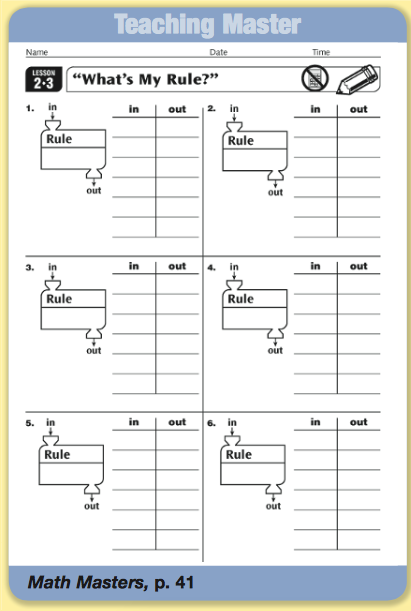 Teaching Master
Name Date Time
LESSON
2•3
"What's My Rule?"
1. in in out 2. in in out
Rule Rule
out out
3. in in out 4. in in out
Rule Rule
out out
5. in in out 6. in in out
Rule Rule
out out
Math Masters, p. 41